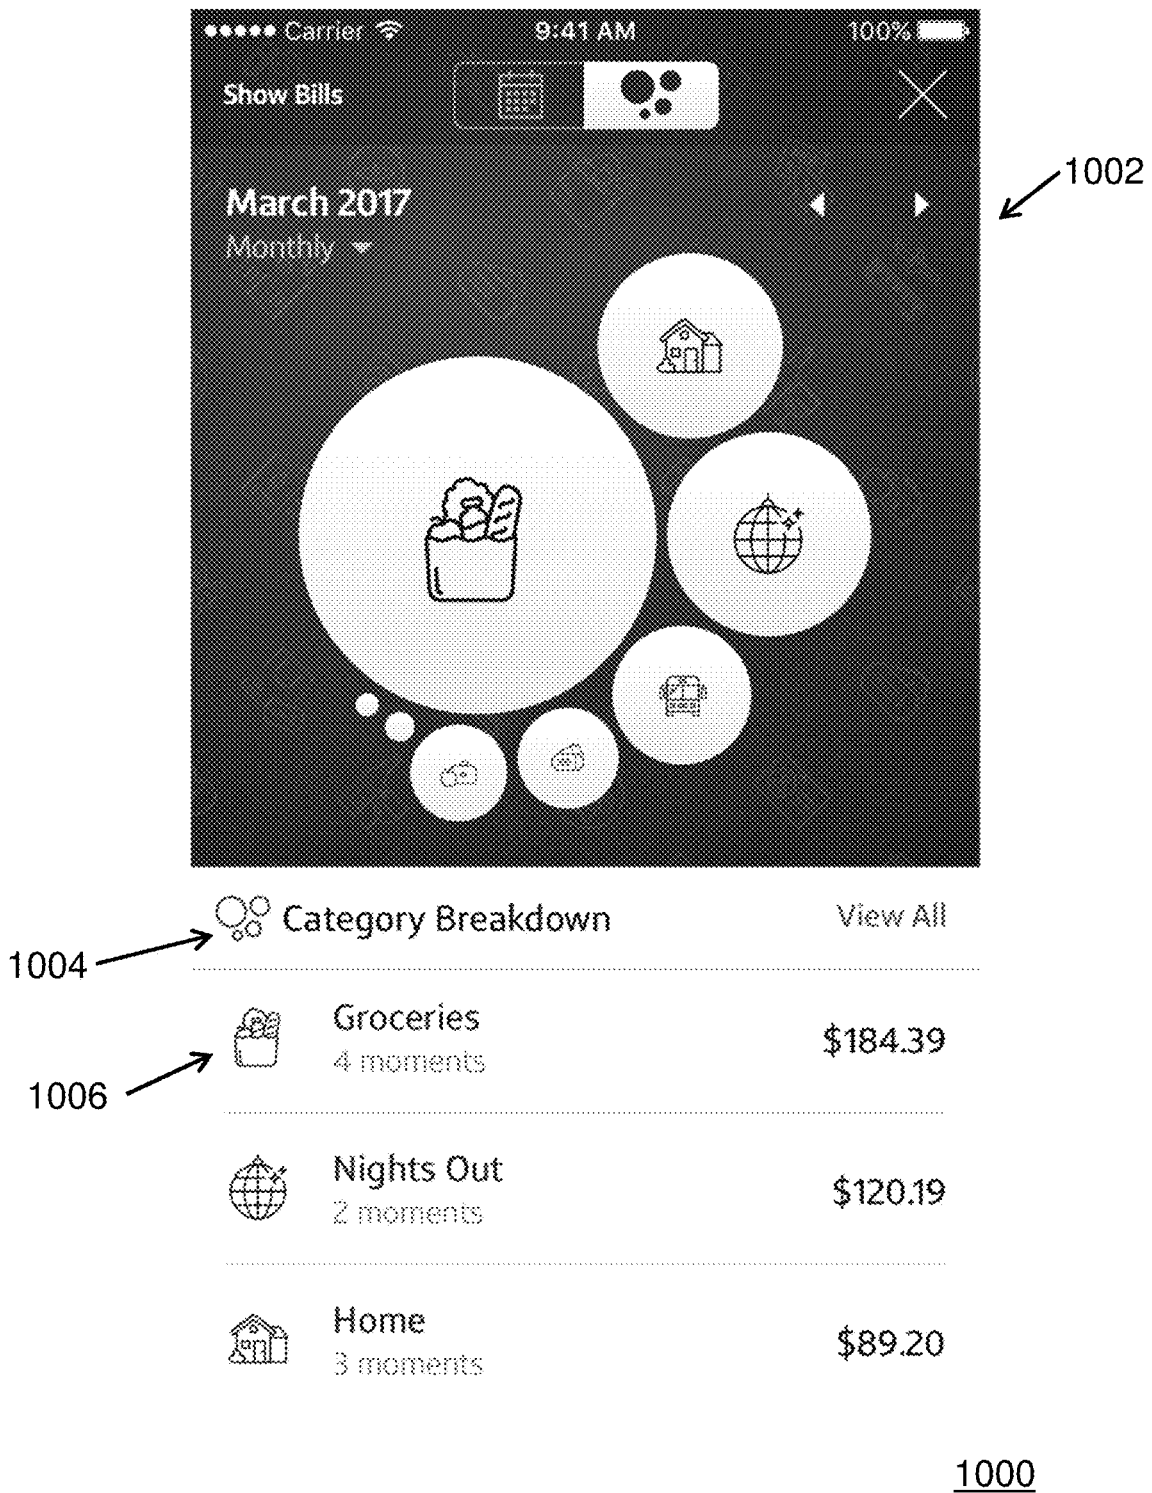 Carrier 9:41 AM 100%
Show Bills
1002
March 2017
Monthly
Category Breakdown View All
1004
Groceries
4 moments
$184.39
1006
Nights Out
2 moments
$120.19
Home
3 moments
$89.20
1000